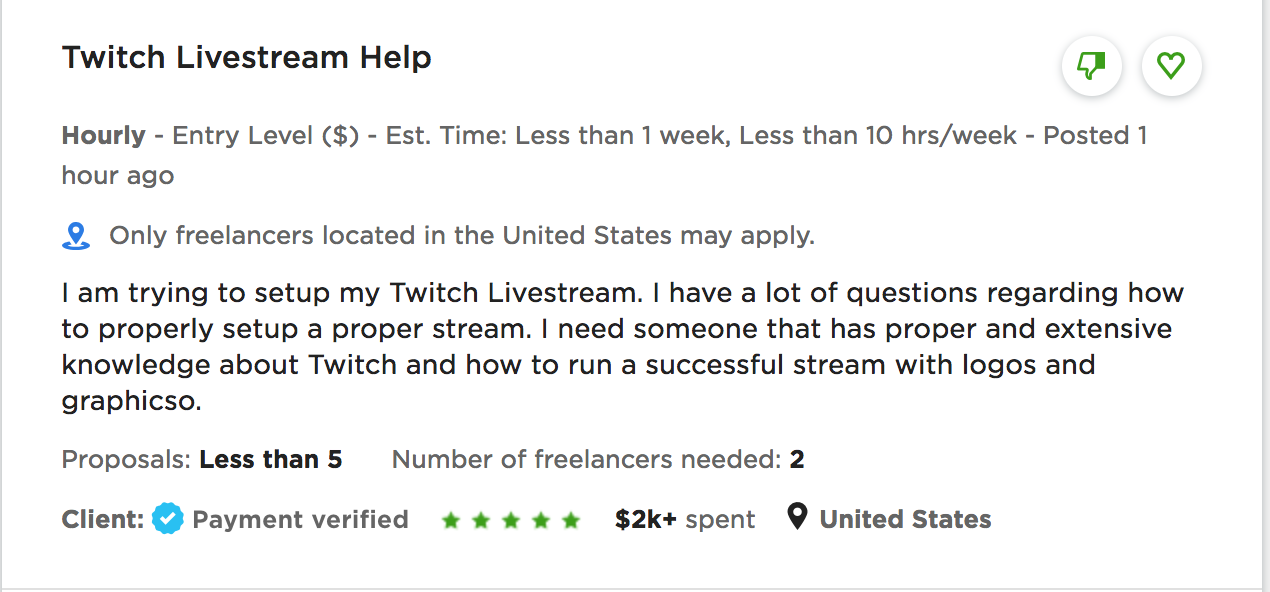 Twitch Livestream Help
Hourly - Entry Level ($) - Est. Time: Less than 1 week, Less than 10 hrs/week - Posted 1
hour ago
Only freelancers located in the United States may apply.
I am trying to setup my Twitch Livestream. I have a lot of questions regarding how
to properly setup a proper stream. I need someone that has proper and extensive
knowledge about Twitch and how to run a successful stream with logos and
graphicso.
Proposals: Less than 5 Number of freelancers needed: 2
Client: Payment verified $2k+ spent United States